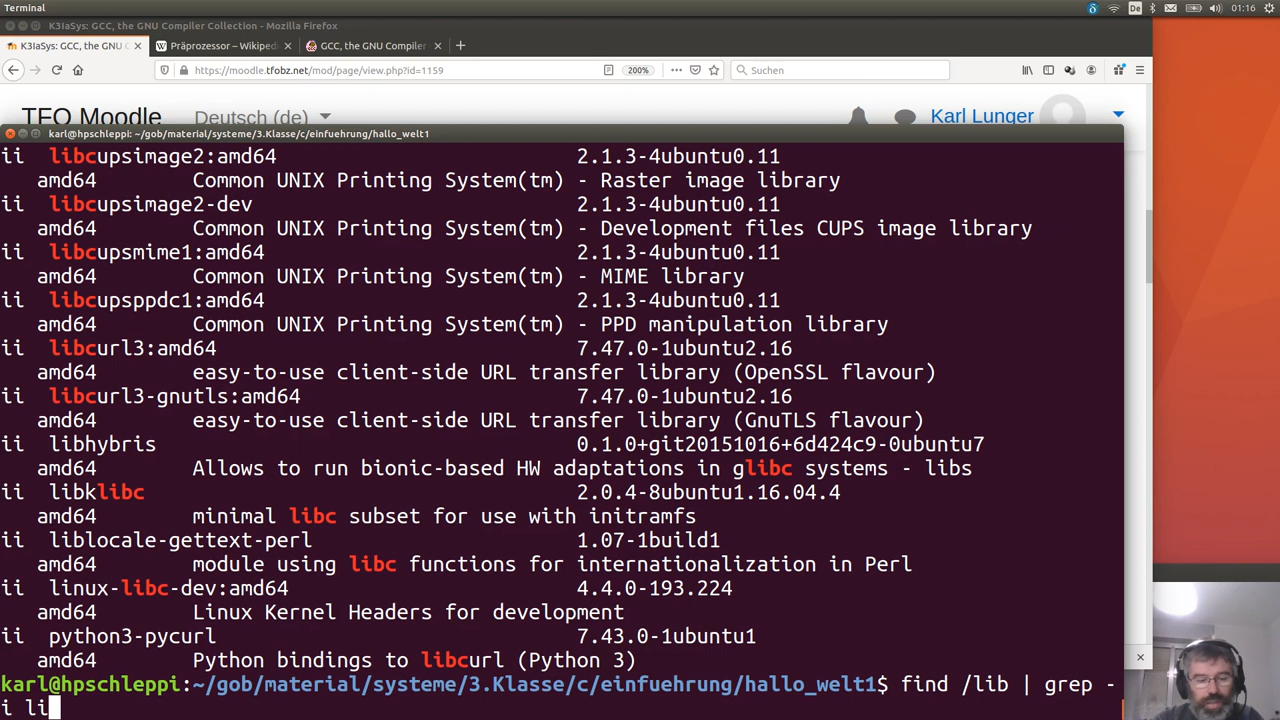 Terminal
De
01:16
K3IaSys: GCC, the GNU Compiler Collection - Mozilla Firefox
K3IaSys: GCC, the GNU C
Präprozessor – Wikiped
GCC, the GNU Compiler
https://moodle.tfobz.net/mod/page/view.php?id=1159
200%
Suchen
TFO Moodle
Deutsch (de)
Karl Lunger
karl@hpschleppi: ~/gob/material/systeme/3.Klasse/c/einfuehrung/hallo_welt1
ii libcupsimage2:amd64 2.1.3-4ubuntu0.11
amd64 Common UNIX Printing System(tm) - Raster image library
ii libcupsimage2-dev 2.1.3-4ubuntu0.11
amd64 Common UNIX Printing System(tm) - Development files CUPS image library
ii libcupsmime1:amd64 2.1.3-4ubuntu0.11
amd64 Common UNIX Printing System(tm) - MIME library
ii libcupsppdc1:amd64 2.1.3-4ubuntu0.11
amd64 Common UNIX Printing System(tm) - PPD manipulation library
ii libcurl3:amd64 7.47.0-1ubuntu2.16
amd64 easy-to-use client-side URL transfer library (OpenSSL flavour)
ii libcurl3-gnutls:amd64 7.47.0-1ubuntu2.16
amd64 easy-to-use client-side URL transfer library (GnuTLS flavour)
ii libhybris 0.1.0+git20151016+6d424c9-0ubuntu7
amd64 Allows to run bionic-based HW adaptations in glibc systems - libs
ii libklibc 2.0.4-8ubuntu1.16.04.4
amd64 minimal libc subset for use with initramfs
ii liblocale-gettext-perl 1.07-1build1
amd64 module using libc functions for internationalization in Perl
ii linux-libc-dev:amd64 4.4.0-193.224
amd64 Linux Kernel Headers for development
ii python3-pycurl 7.43.0-1ubuntu1
amd64 Python bindings to libcurl (Python 3)
karl@hpschleppi:~/gob/material/systeme/3.Klasse/c/einfuehrung/hallo_welt1$ find /lib | grep -
i li